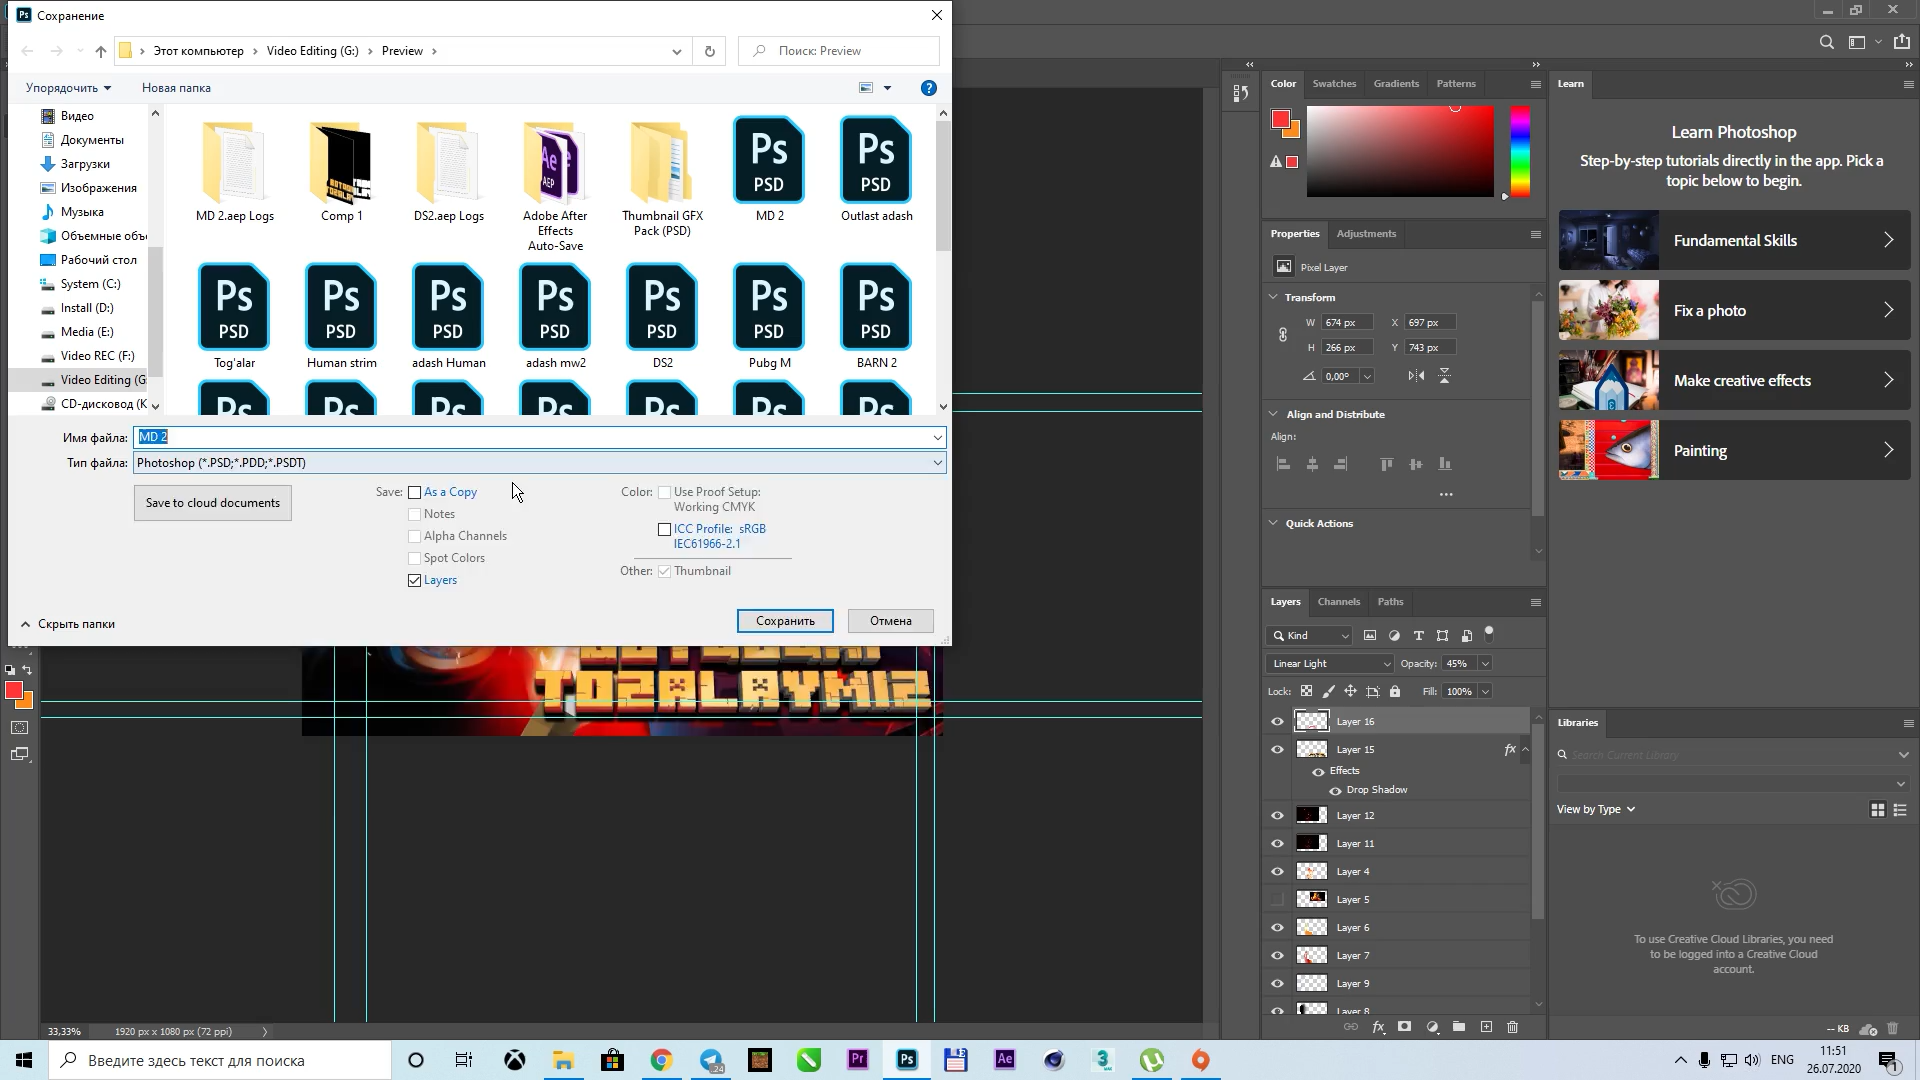 Сохранение
Этот компьютер
Video Editing (G:)
Preview
Поиск: Preview
Упорядочить
Новая папка
Видео
Документы
Загрузки
Изображения
Музыка
Объемные объ
Рабочий стол
System (C:)
Install (D:)
Media (E:)
Video REC (F:)
Video Editing (G
CD-дисковод (K
MD 2.aep Logs
Comp 1
DS2.aep Logs
Adobe After
Effects
Auto-Save
Thumbnail GFX
Pack (PSD)
MD 2
Outlast adash
Tog'alar
Human strim
adash Human
adash mw2
DS2
Pubg M
BARN 2
Имя файла: MD 2
Тип файла: Photoshop (*.PSD;*.PDD;*.PSDT)
Save to cloud documents
Save: As a Copy
Notes
Alpha Channels
Spot Colors
Layers
Color: Use Proof Setup:
Working CMYK
ICC Profile: sRGB
IEC61966-2.1
Other: Thumbnail
Скрыть папки
Сохранить
Отмена
TOZALAYMIZ
33,33%
1920 px x 1080 px (72 ppi)
Color
Swatches
Gradients
Patterns
Properties
Adjustments
Pixel Layer
Transform
W 674 px X 697 px
H 266 px Y 743 px
0,00°
Align and Distribute
Align:
Quick Actions
Layers
Channels
Paths
Kind
Linear Light
Opacity: 45%
Lock:
Fill: 100%
Layer 16
Layer 15
Effects
Drop Shadow
Layer 12
Layer 11
Layer 4
Layer 5
Layer 6
Layer 7
Layer 9
Layer 8
Learn
Learn Photoshop
Step-by-step tutorials directly in the app. Pick a
topic below to begin.
Fundamental Skills
Fix a photo
Make creative effects
Painting
Libraries
Search Current Library
View by Type
To use Creative Cloud Libraries, you need
to be logged into a Creative Cloud
account.
-- KB
Введите здесь текст для поиска
ENG
11:51
26.07.2020